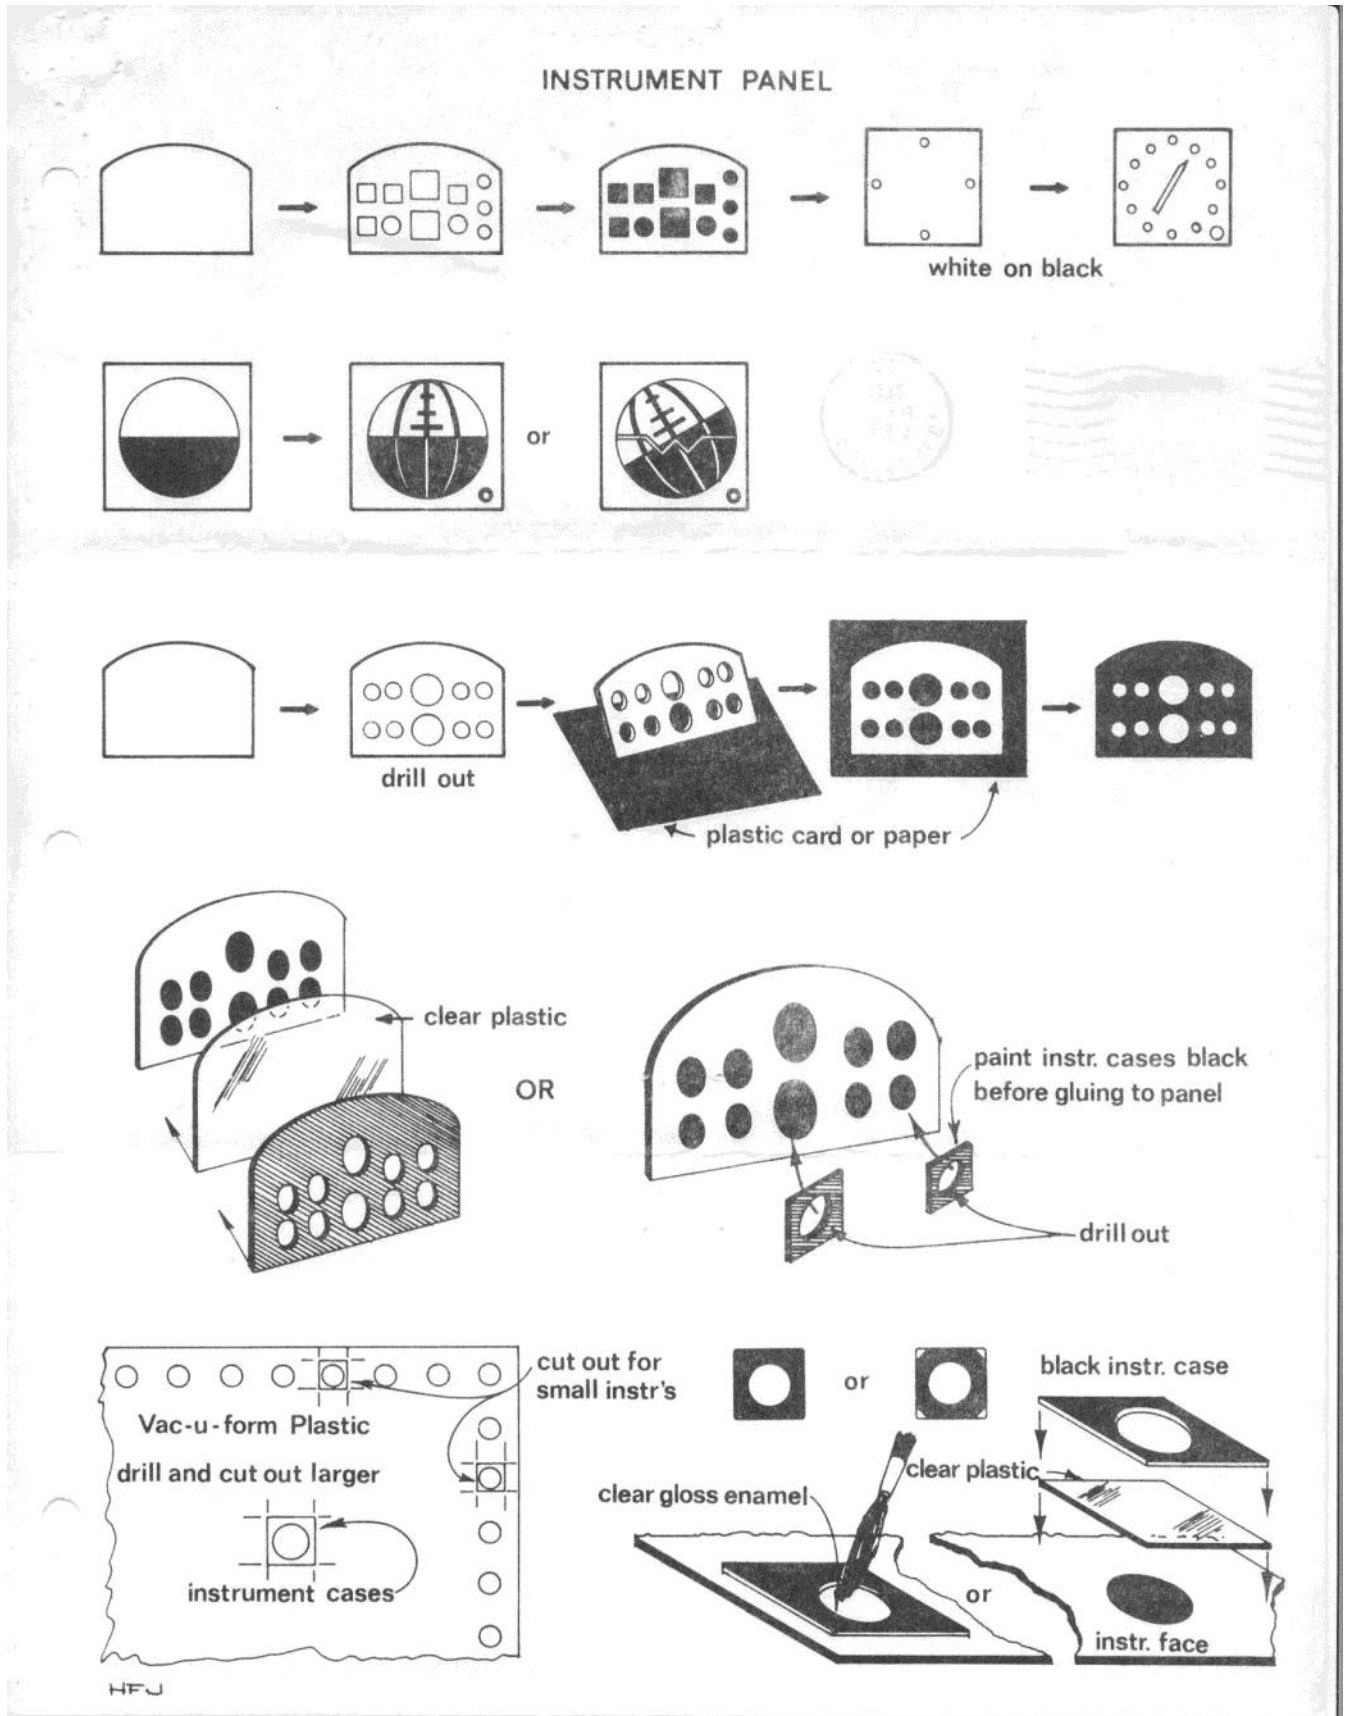 INSTRUMENT PANEL
white on black
or
drill out
plastic card or paper
clear plastic
OR
paint instr. cases black
before gluing to panel
drill out
cut out for
small instr's
Vac-u-form Plastic
drill and cut out larger
instrument cases
or
black instr. case
clear plastic
clear gloss enamel
or
instr. face
HFJ